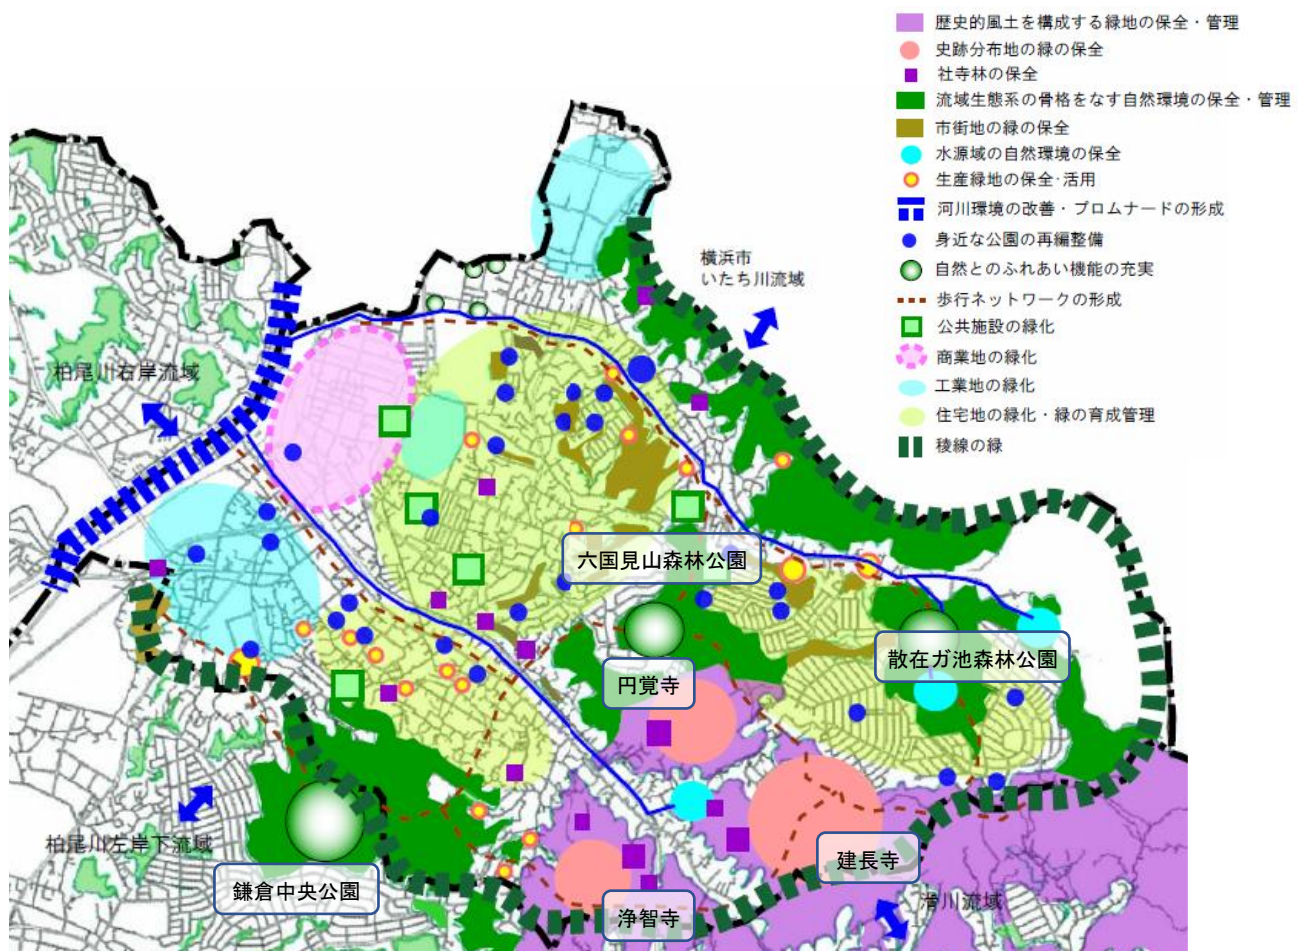 歴史的風土を構成する緑地の保全・管理
史跡分布地の緑の保全
社寺林の保全
流域生態系の骨格をなす自然環境の保全・管理
市街地の緑の保全
水源域の自然環境の保全
生産緑地の保全・活用
河川環境の改善・プロムナードの形成
身近な公園の再編整備
自然とのふれあい機能の充実
歩行ネットワークの形成
公共施設の緑化
商業地の緑化
工業地の緑化
住宅地の緑化・緑の育成管理
稜線の緑
横浜市
いたち川流域
柏尾川右岸流域
六国見山森林公園
散在ガ池森林公園
円覚寺
柏尾川左岸下流域
建長寺
鎌倉中央公園
浄智寺
滑川流域